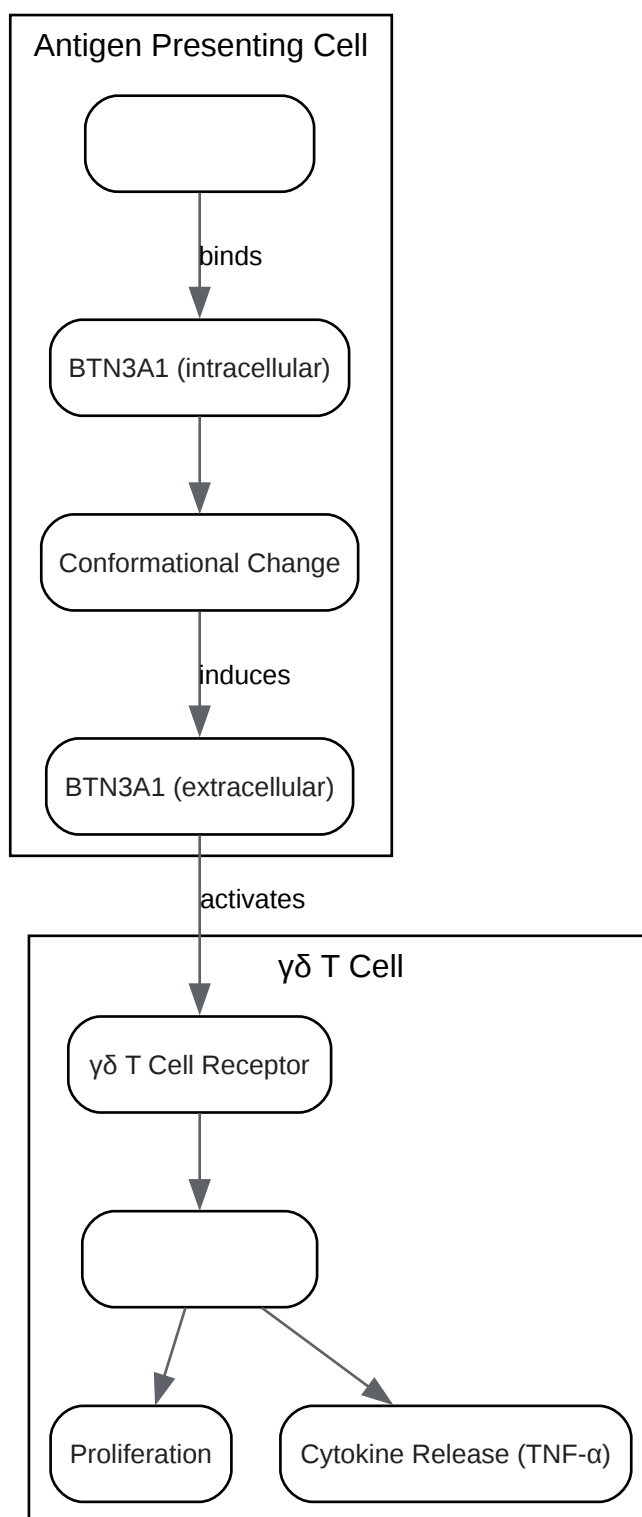 Antigen Presenting Cell
binds
BTN3A1 (intracellular)
Conformational Change
induces
BTN3A1 (extracellular)
activates
γδ T Cell
γδ T Cell Receptor
Proliferation
Cytokine Release (TNF-α)